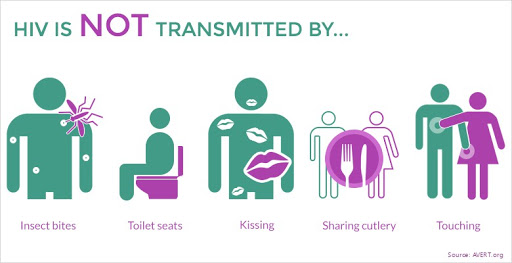 HIV IS NOT TRANSMITTED BY...
Insect bites
Toilet seats
Kissing
Sharing cutlery
Touching
Source: AVERT.org